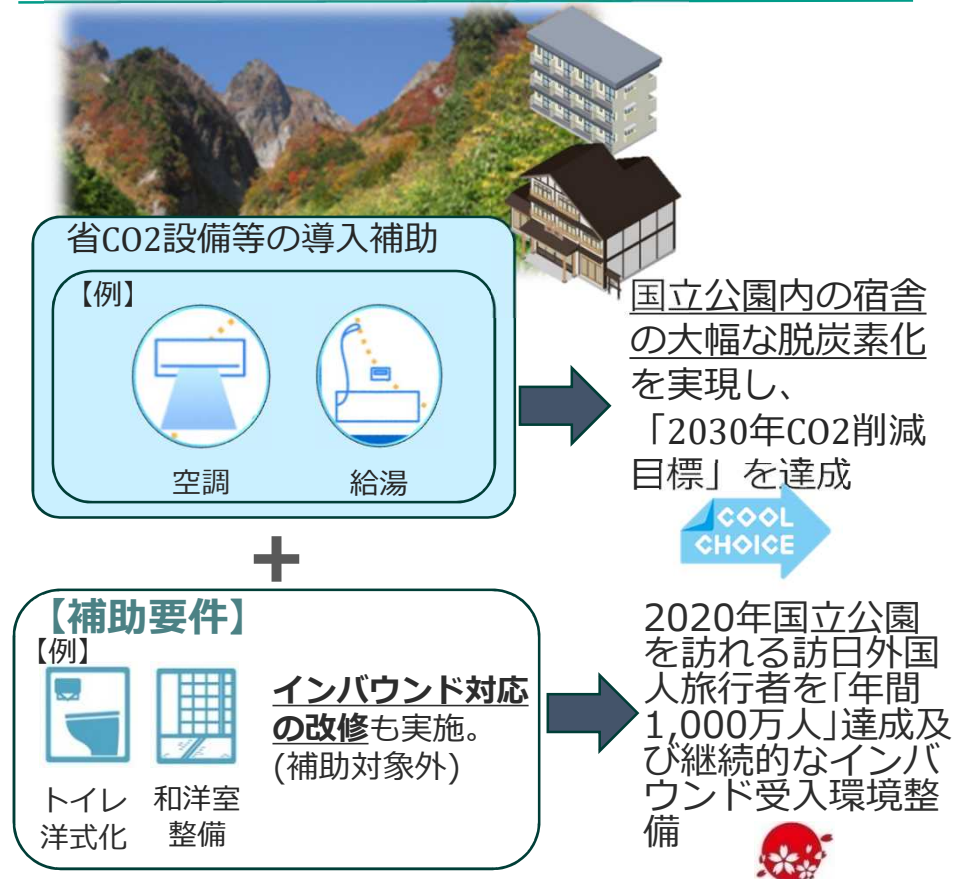 省CO2設備等の導入補助
【例】
空調
給湯
国立公園内の宿舎
の大幅な脱炭素化
を実現し、
「2030年CO2削減
目標」を達成
COOL
CHOICE
【補助要件】
【例】
トイレ
洋式化
和洋室
整備
インバウンド対応
の改修も実施。
(補助対象外)
2020年国立公園
を訪れる訪日外国
人旅行者を「年間
1,000万人」達成及
び継続的なインバ
ウンド受入環境整
備